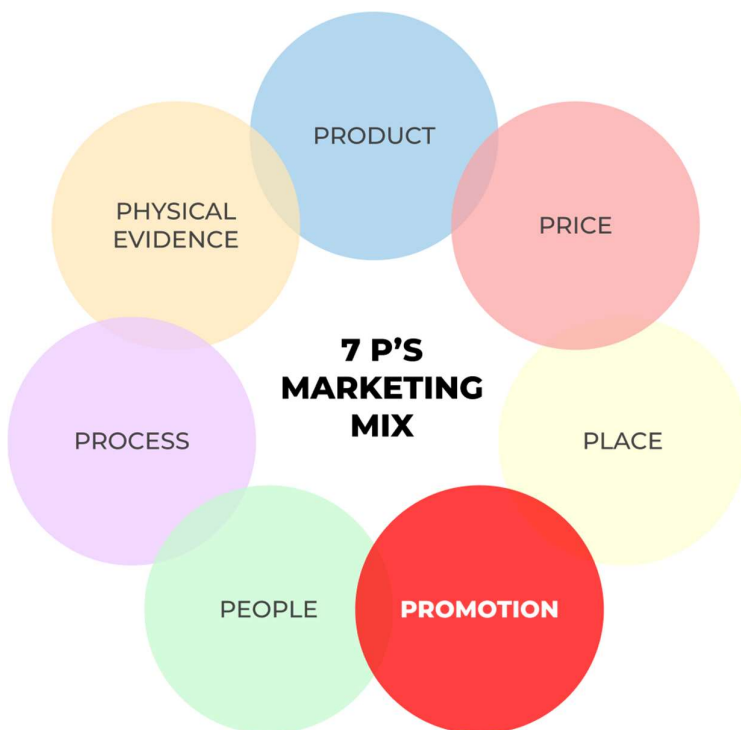 PRODUCT
PRICE
PLACE
PROMOTION
PEOPLE
PROCESS
PHYSICAL
EVIDENCE
7 P’S
MARKETING
MIX